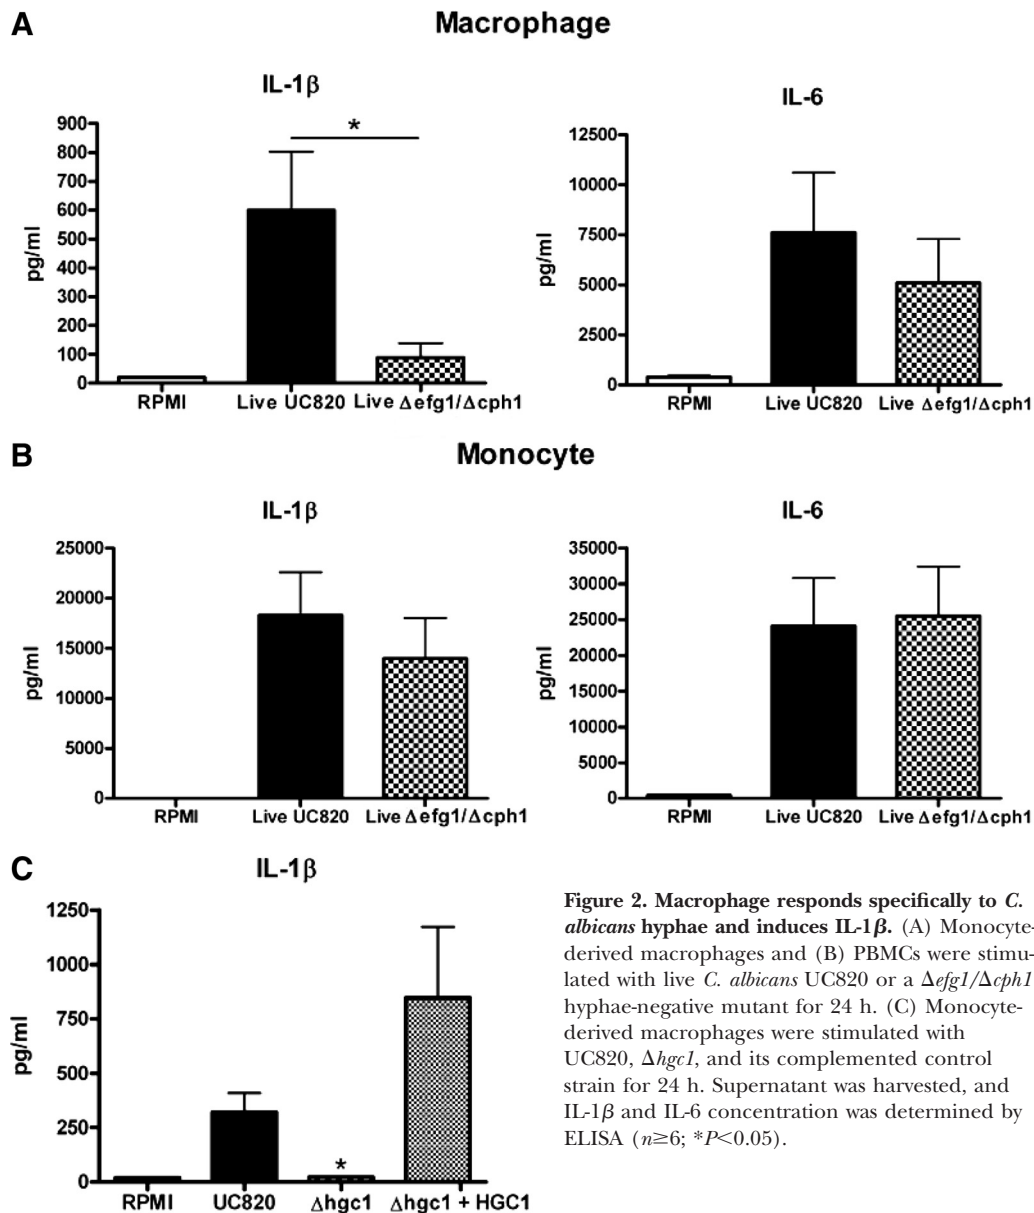 A
Macrophage
IL-1β
900
800
700
600
500
400
300
200
100
0
pg/ml
*
RPMI Live UC820 Live Δefg1/Δcph1
IL-6
12500
10000
7500
5000
2500
0
pg/ml
RPMI Live UC820 Live Δefg1/Δcph1
B
Monocyte
IL-1β
25000
20000
15000
10000
5000
0
pg/ml
RPMI Live UC820 Live Δefg1/Δcph1
IL-6
35000
30000
25000
20000
15000
10000
5000
0
pg/ml
RPMI Live UC820 Live Δefg1/Δcph1
C
IL-1β
1250
1000
750
500
250
0
pg/ml
*
RPMI UC820 Δhgc1 Δhgc1 + HGC1
Figure 2. Macrophage responds specifically to C.
albicans hyphae and induces IL-1β. (A) Monocyte-
derived macrophages and (B) PBMCs were stimu-
lated with live C. albicans UC820 or a Δefg1/Δcph1
hyphae-negative mutant for 24 h. (C) Monocyte-
derived macrophages were stimulated with
UC820, Δhgc1, and its complemented control
strain for 24 h. Supernatant was harvested, and
IL-1β and IL-6 concentration was determined by
ELISA (n≥6; *P<0.05).